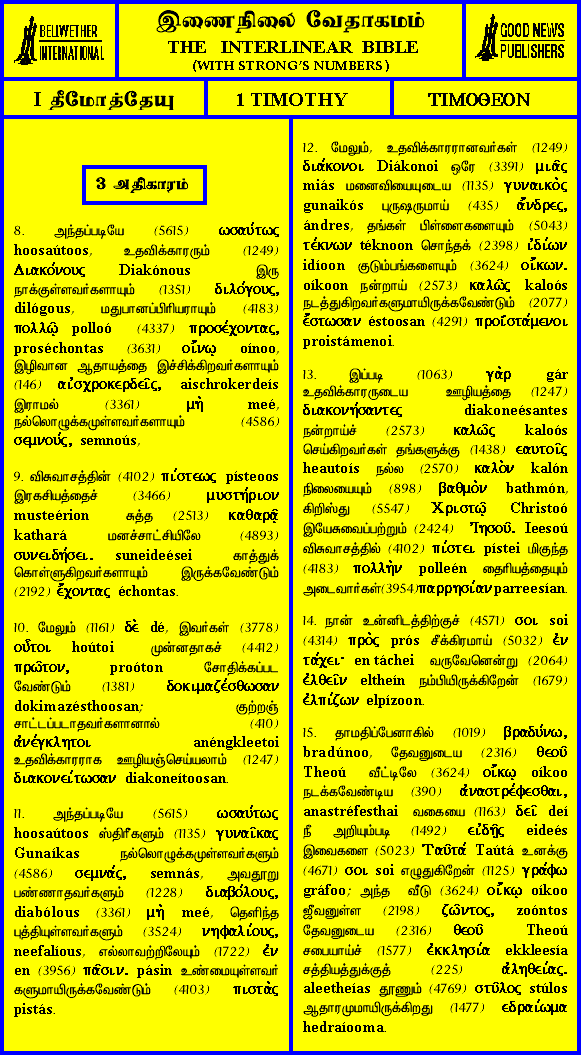 BELLWETHER
INTERNATIONAL
இணைநிலை வேதாகமம்
THE INTERLINEAR BIBLE
(WITH STRONG'S NUMBERS)
GOOD NEWS
PUBLISHERS
I தீமோத்தேயு
1 TIMOTHY
ΤΙΜΟΘΕΟΝ
3 அதிகாரம்
8. அந்தப்படியே (5615) ωσαύτως
hoosaútoos, உதவிக்காரரும் (1249)
Διακόνους Diakónous இரு
நாக்குள்ளவர்களாயும் (1351) διλόγους,
dilógous, மதுபானப்பிரியராயும் (4183)
πολλῷ polloó (4337) προσέχοντας,
proséchontas (3631) οἴνῳ oínoo,
இழிவான ஆதாயத்தை இச்சிக்கிறவர்களாயும்
(146) αἰσχροκερδεῖς, aischrokerdeís
இராமல் (3361) μὴ meé,
நல்லொழுக்கமுள்ளவர்களாயும் (4586)
σεμνούς, semnoús,
9. விசுவாசத்தின் (4102) πίστεως písteoos
இரகசியத்தைச் (3466) μυστήριον
musteérion சுத்த (2513) καθαρᾷ
kathará மனச்சாட்சியிலே (4893)
συνειδήσει. suneideései காத்துக்
கொள்ளுகிறவர்களாயும் இருக்கவேண்டும்
(2192) ἔχοντας échontas.
10. மேலும் (1161) δὲ dé, இவர்கள் (3778)
οὗτοι hoútoi முன்னதாகச் (4412)
πρῶτον, proóton சோதிக்கப்பட
வேண்டும் (1381) δοκιμαζέσθωσαν
dokimazésthoosan; குற்றஞ்
சாட்டப்படாதவர்களானால் (410)
ἀνέγκλητοι anéngkleetoi
உதவிக்காரராக ஊழியஞ்செய்யலாம் (1247)
διακονείτωσαν diakoneítoosan.
11. அந்தப்படியே (5615) ωσαύτως
hoosaútoos ஸ்திரீகளும் (1135) γυναῖκας
Gunaíkas நல்லொழுக்கமுள்ளவர்களும்
(4586) σεμνάς, semnás, அவதூறு
பண்ணாதவர்களும் (1228) διαβόλους,
diabólous (3361) μὴ meé, தெளிந்த
புத்தியுள்ளவர்களும் (3524) νηφαλίους,
neefalíous, எல்லாவற்றிலேயும் (1722) ἐν
en (3956) πᾶσιν. pásin உண்மையுள்ளவர்
களுமாயிருக்கவேண்டும் (4103) πιστὰς
pistás.
12. மேலும், உதவிக்காரரானவர்கள் (1249)
διάκονοι Diákonoi ஒரே (3391) μιᾶς
miás மனைவியையுடைய (1135) γυναικὸς
gunaikós புருஷருமாய் (435) ἄνδρες,
ándres, தங்கள் பிள்ளைகளையும் (5043)
τέκνων téknoon சொந்தக் (2398) ἰδίων
idíoon குடும்பங்களையும் (3624) οἴκων.
oíkoon நன்றாய் (2573) καλῶς kaloós
நடத்துகிறவர்களுமாயிருக்கவேண்டும் (2077)
ἔστωσαν éstoosan (4291) προΐστάμενοι
proistámenoi.
13. இப்படி (1063) γὰρ gár
உதவிக்காரருடைய ஊழியத்தை (1247)
διακονήσαντες diakoneésantes
நன்றாய்ச் (2573) καλῶς kaloós
செய்கிறவர்கள் தங்களுக்கு (1438) εαυτοῖς
heautoís நல்ல (2570) καλὸν kalón
நிலையையும் (898) βαθμὸν bathmón,
கிறிஸ்து (5547) Χριστῷ Christoó
இயேசுவைப்பற்றும் (2424) Ἰησοῦ. Ieesoú
விசுவாசத்தில் (4102) πίστει pístei மிகுந்த
(4183) πολλὴν polleén தைரியத்தையும்
அடைவார்கள்(3954)παρρησίαν parreesían.
14. நான் உன்னிடத்திற்குச் (4571) σοι soi
(4314) πρὸς prós சீக்கிரமாய் (5032) ἐν
τάχει· en táchei வருவேனென்று (2064)
ἐλθεῖν eltheín நம்பியிருக்கிறேன் (1679)
ἐλπίζων elpízoon.
15. தாமதிப்பேனாகில் (1019) βραδύνω,
bradúnoo, தேவனுடைய (2316) θεοῦ
Theoú வீட்டிலே (3624) οἴκῳ oíkoo
நடக்கவேண்டிய (390) ἀναστρέφεσθαι,
anastréfesthai வகையை (1163) δεῖ deí
நீ அறியும்படி (1492) εἰδῇς eideés
இவைகளை (5023) Ταῦτά Taútá உனக்கு
(4671) σοι soi எழுதுகிறேன் (1125) γράφω
gráfoo; அந்த வீடு (3624) οἴκῳ oíkoo
ஜீவனுள்ள (2198) ζῶντος, zoóntos
தேவனுடைய (2316) θεοῦ Theoú
சபையாய்ச் (1577) ἐκκλησία ekkleesía
சத்தியத்துக்குத் (225) ἀληθείας.
aleetheías தூணும் (4769) στῦλος stúlos
ஆதாரமுமாயிருக்கிறது (1477) εδραίωμα
hedraíooma.